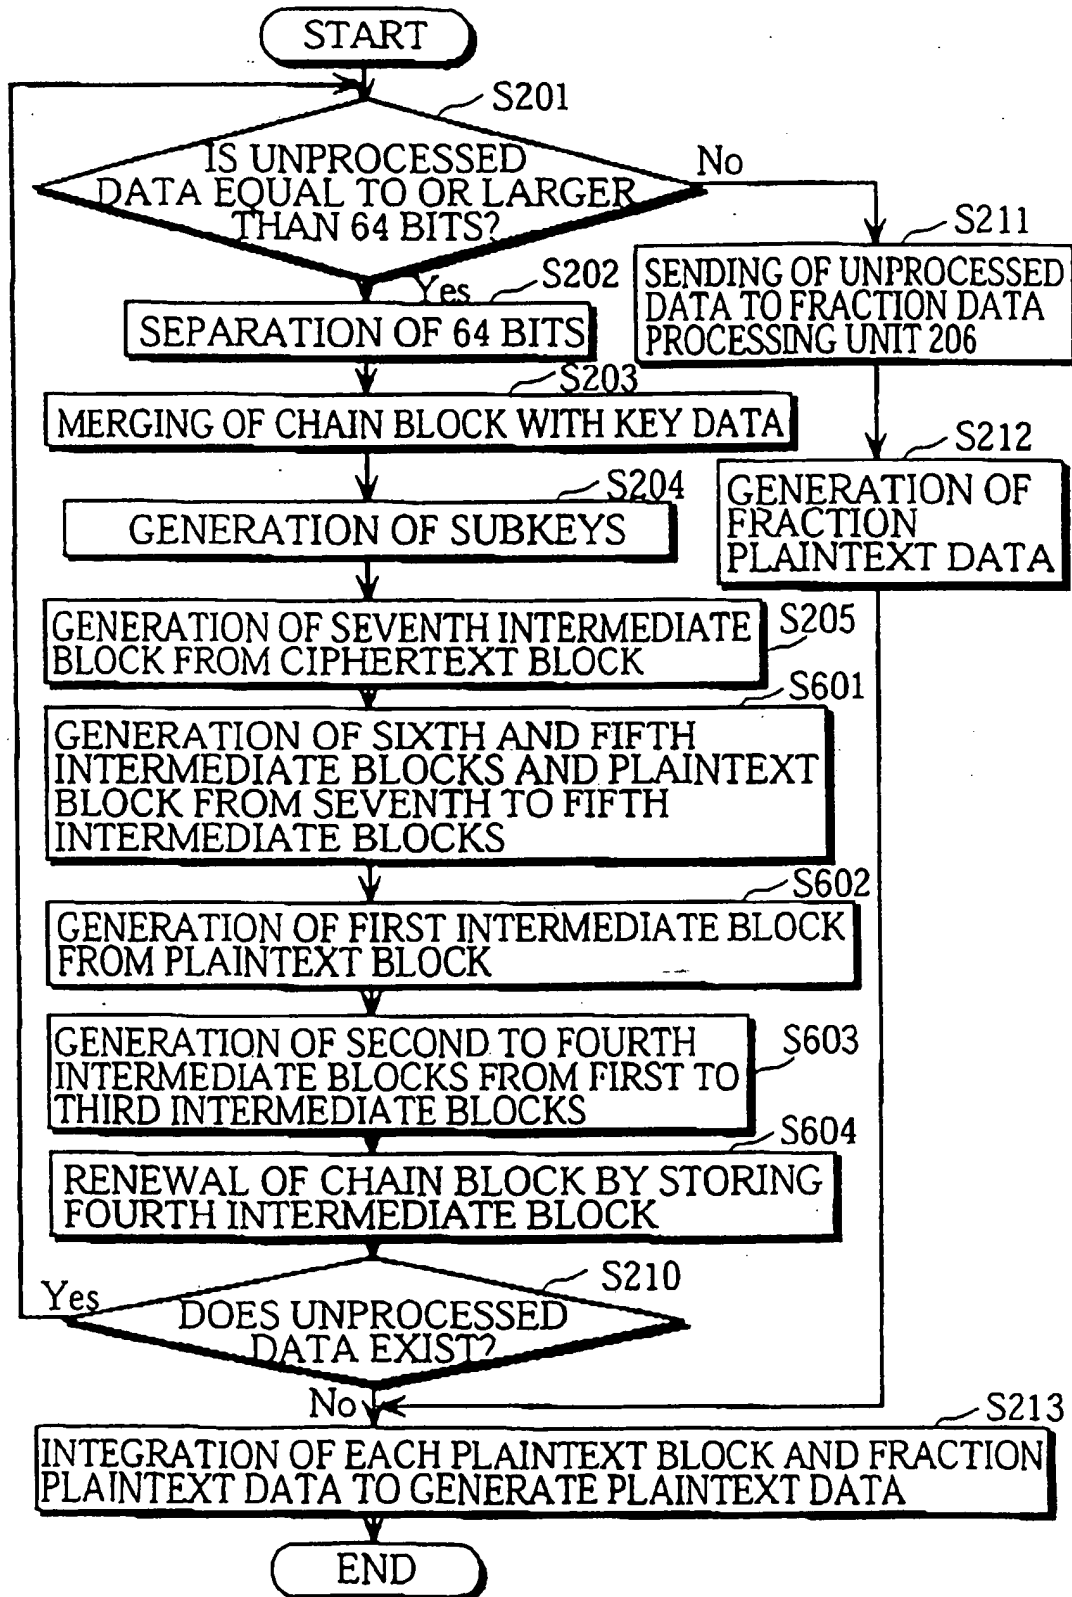 START
S201
IS UNPROCESSED
DATA EQUAL TO OR LARGER
THAN 64 BITS?
No
Yes
S202
SEPARATION OF 64 BITS
S203
MERGING OF CHAIN BLOCK WITH KEY DATA
S204
GENERATION OF SUBKEYS
S205
GENERATION OF SEVENTH INTERMEDIATE
BLOCK FROM CIPHERTEXT BLOCK
S601
GENERATION OF SIXTH AND FIFTH
INTERMEDIATE BLOCKS AND PLAINTEXT
BLOCK FROM SEVENTH TO FIFTH
INTERMEDIATE BLOCKS
S602
GENERATION OF FIRST INTERMEDIATE BLOCK
FROM PLAINTEXT BLOCK
S603
GENERATION OF SECOND TO FOURTH
INTERMEDIATE BLOCKS FROM FIRST TO
THIRD INTERMEDIATE BLOCKS
S604
RENEWAL OF CHAIN BLOCK BY STORING
FOURTH INTERMEDIATE BLOCK
S210
Yes
DOES UNPROCESSED
DATA EXIST?
No
S211
SENDING OF UNPROCESSED
DATA TO FRACTION DATA
PROCESSING UNIT 206
S212
GENERATION OF
FRACTION
PLAINTEXT DATA
S213
INTEGRATION OF EACH PLAINTEXT BLOCK AND FRACTION
PLAINTEXT DATA TO GENERATE PLAINTEXT DATA
END